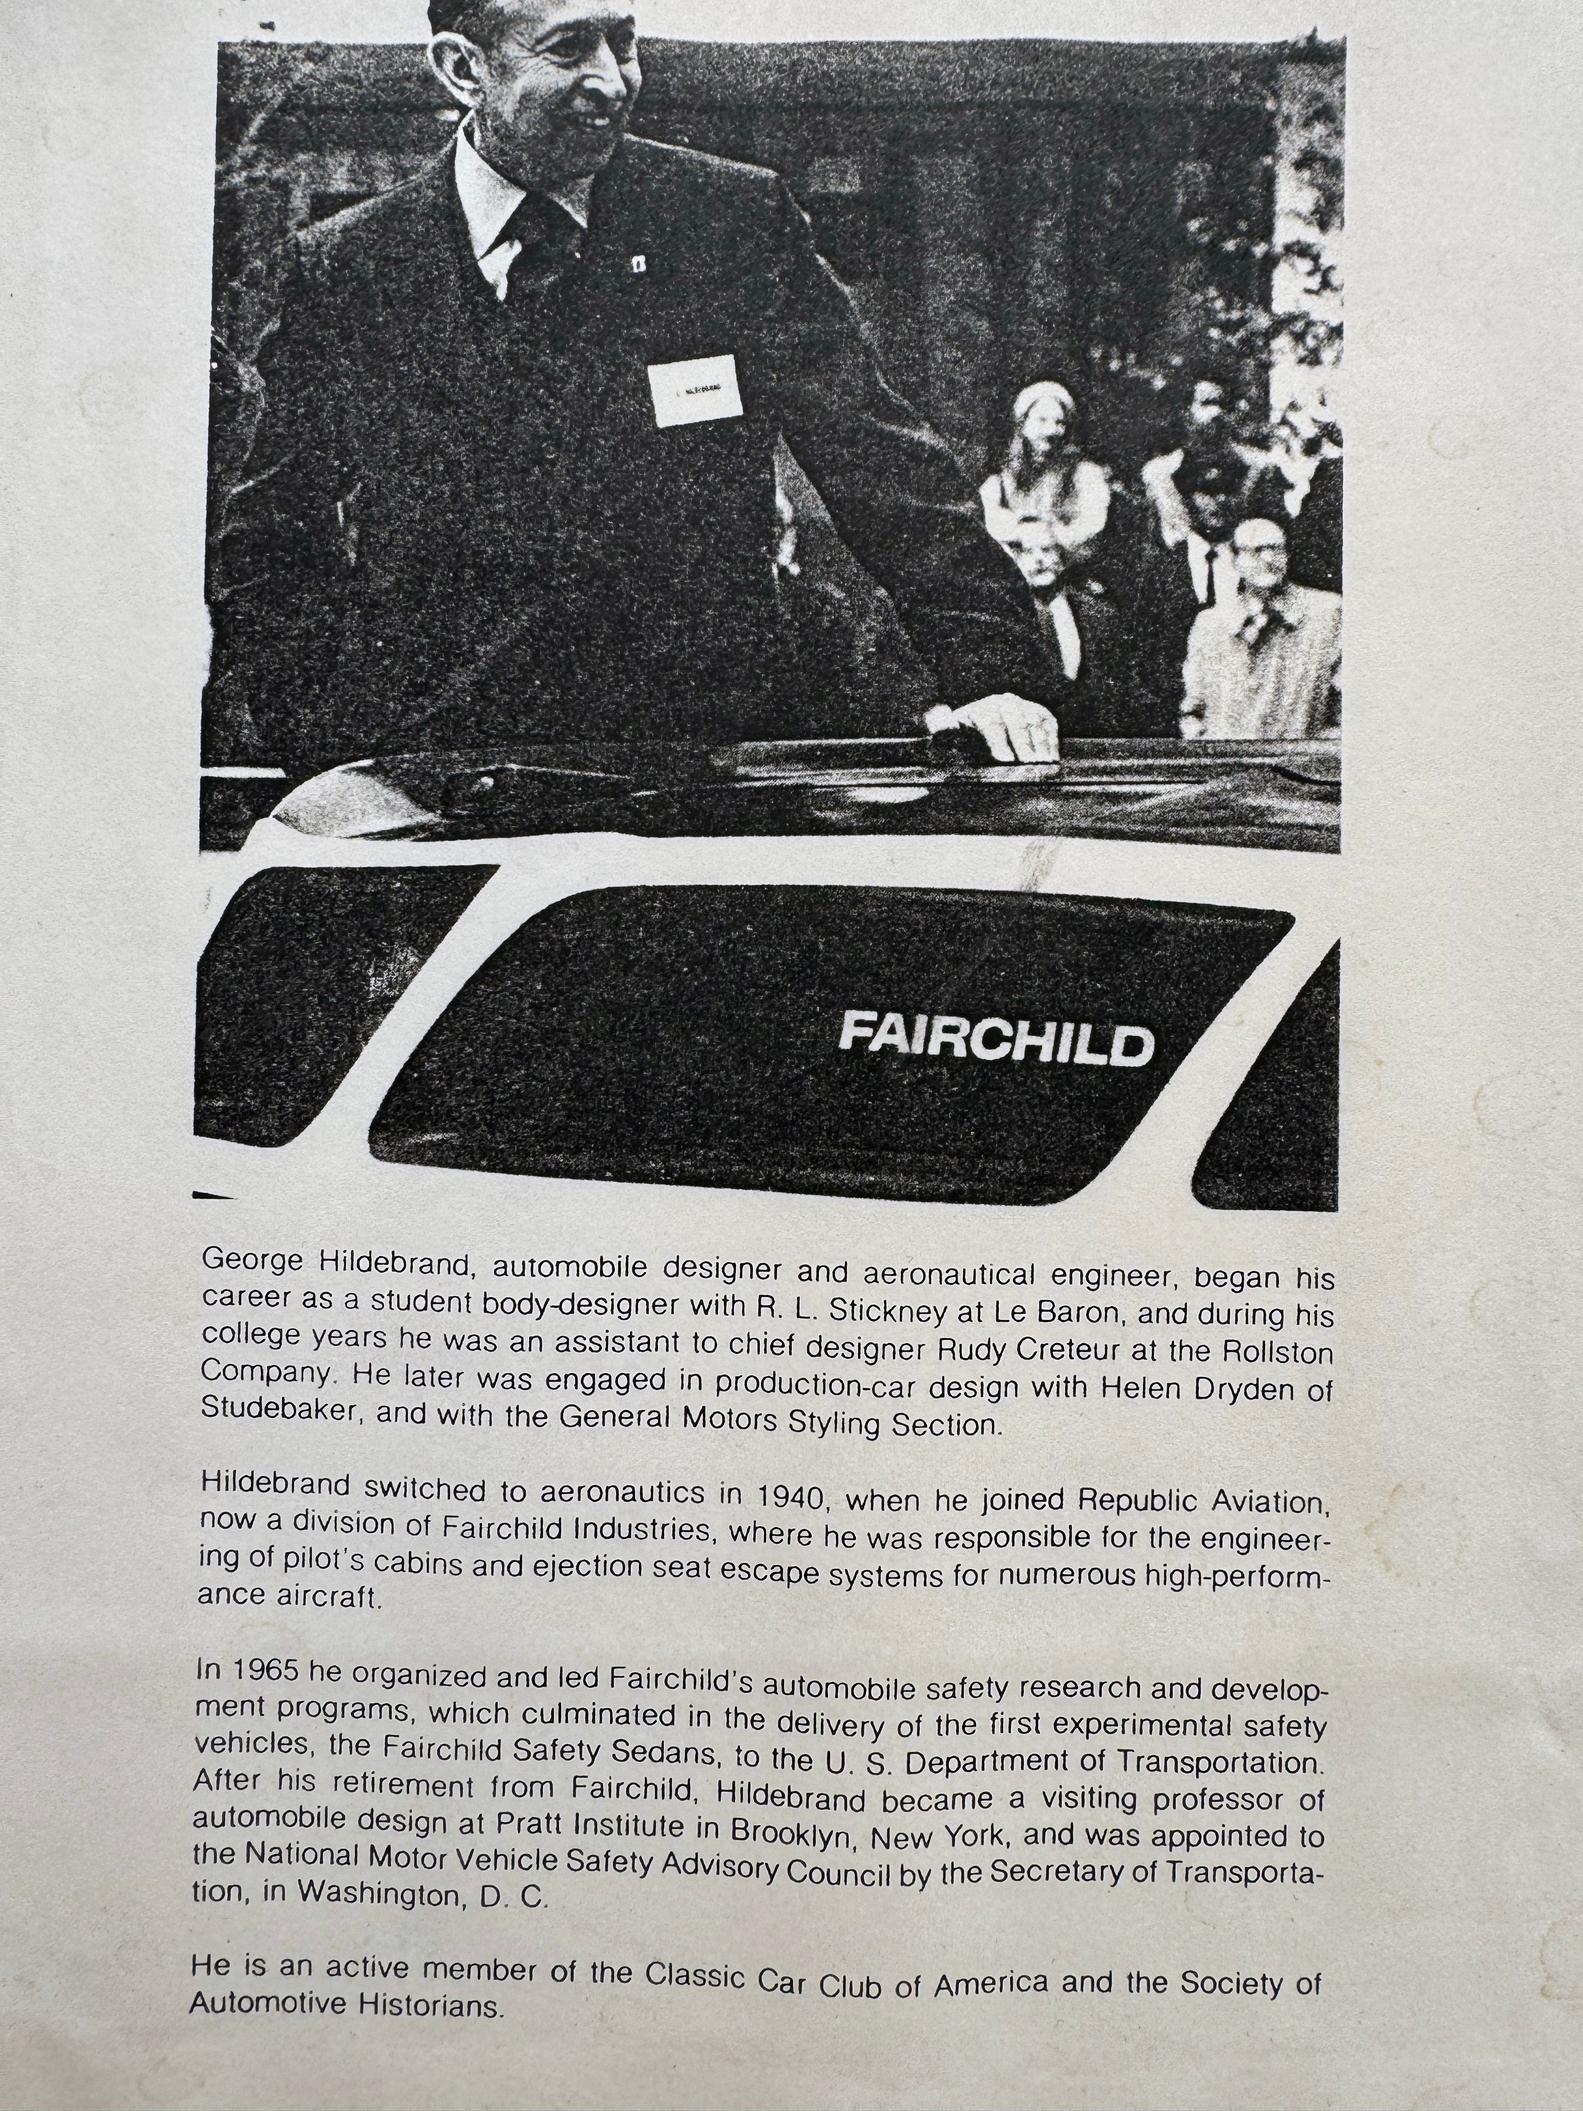 FAIRCHILD
George Hildebrand, automobile designer and aeronautical engineer, began his
career as a student body-designer with R. L. Stickney at Le Baron, and during his
college years he was an assistant to chief designer Rudy Creteur at the Rollston
Company. He later was engaged in production-car design with Helen Dryden of
Studebaker, and with the General Motors Styling Section.
Hildebrand switched to aeronautics in 1940, when he joined Republic Aviation,
now a division of Fairchild Industries, where he was responsible for the engineer-
ing of pilot's cabins and ejection seat escape systems for numerous high-perform-
ance aircraft.
In 1965 he organized and led Fairchild's automobile safety research and develop-
ment programs, which culminated in the delivery of the first experimental safety
vehicles, the Fairchild Safety Sedans, to the U. S. Department of Transportation.
After his retirement from Fairchild, Hildebrand became a visiting professor of
automobile design at Pratt Institute in Brooklyn, New York, and was appointed to
the National Motor Vehicle Safety Advisory Council by the Secretary of Transporta-
tion, in Washington, D. C.
He is an active member of the Classic Car Club of America and the Society of
Automotive Historians.